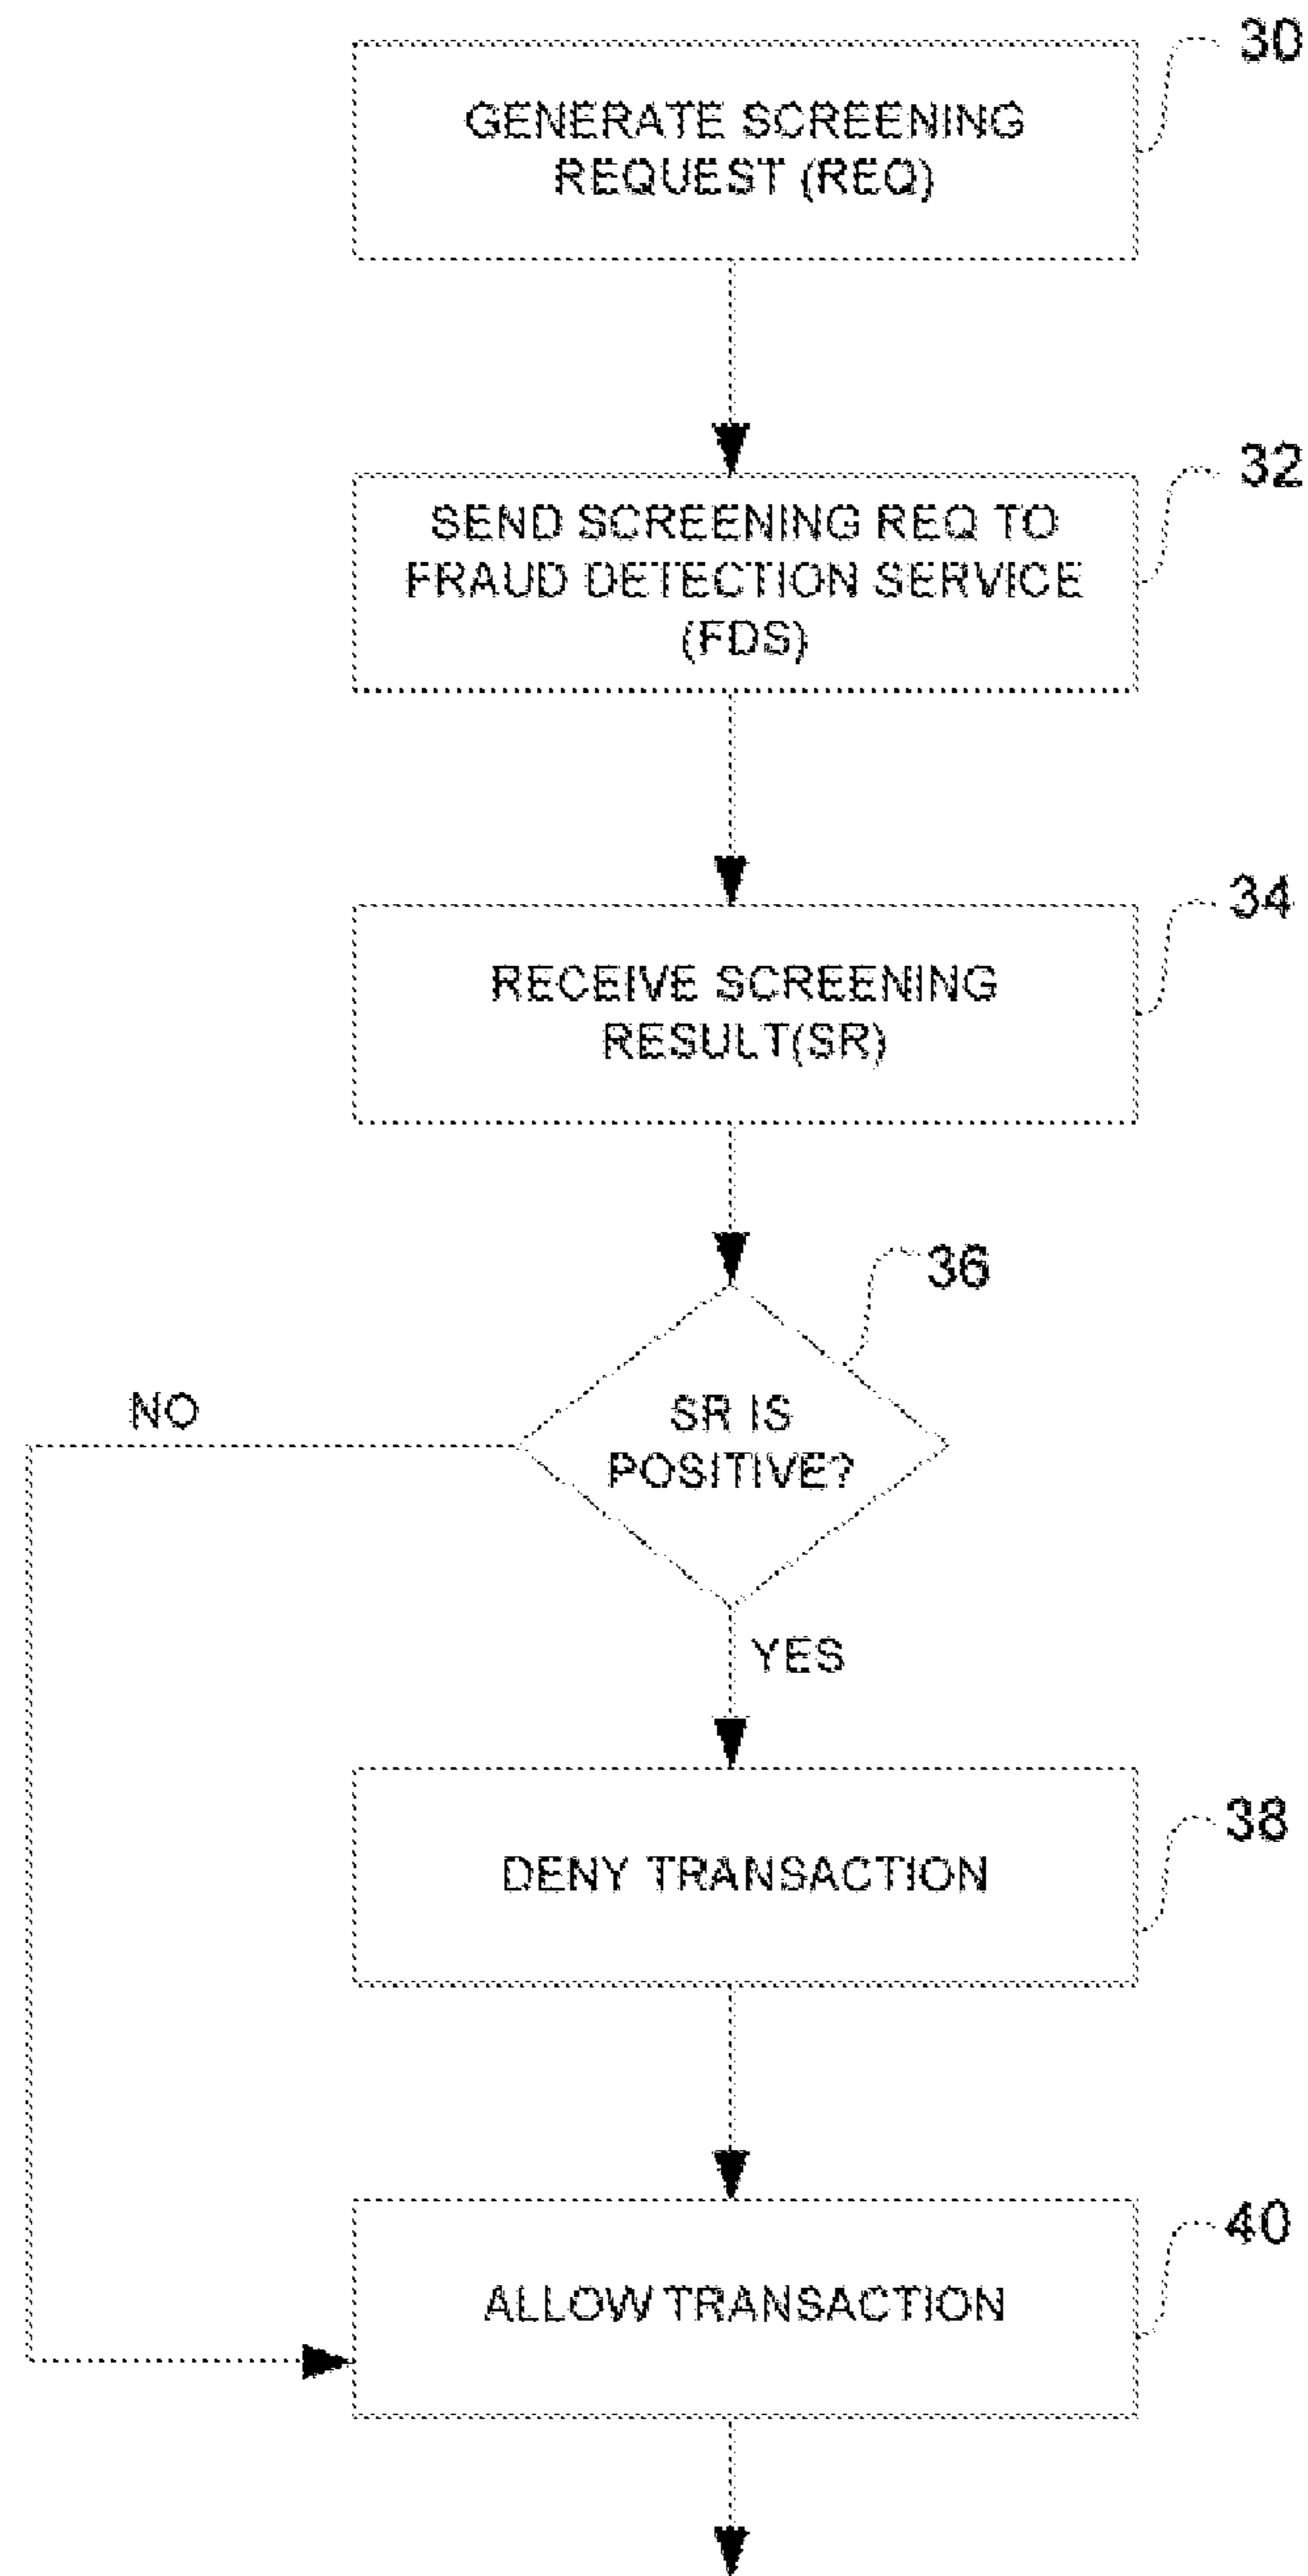 30
GENERATE SCREENING
REQUEST (REQ)
32
SEND SCREENING REQ TO
FRAUD DETECTION SERVICE
(FDS)
34
RECEIVE SCREENING
RESULT(SR)
36
NO
SR IS
POSITIVE?
YES
38
DENY TRANSACTION
40
ALLOW TRANSACTION